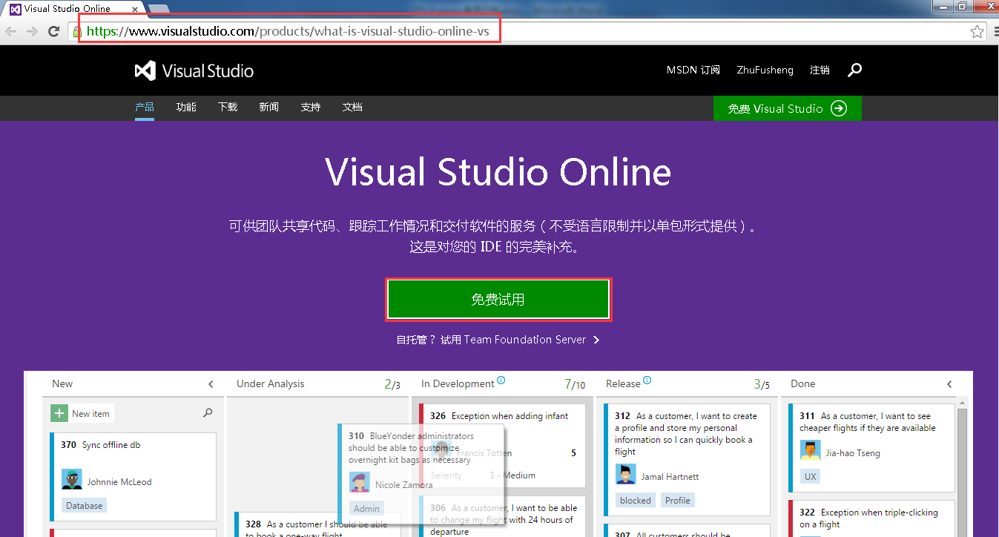 Visual Studio Online
https://www.visualstudio.com/products/what-is-visual-studio-online-vs
Visual Studio
MSDN 订阅 ZhuFusheng 注销
产品 功能 下载 新闻 支持 文档
免费 Visual Studio
Visual Studio Online
可供团队共享代码、跟踪工作情况和交付软件的服务（不受语言限制并以单包形式提供）。
这是对您的 IDE 的完美补充。
免费试用
自托管？ 试用 Team Foundation Server
New
New item
370 Sync offline db
Johnnie McLeod
Database
Under Analysis 2/3
310 BlueYonder administrators
should be able to customize
overnight kit bags as necessary
Nicole Zamora
Admin
328 As a customer I should be able
to book a one-way flight
In Development 7/10
326 Exception when adding infant
Francis Totten 5
Severity 3 - Medium
306 As a customer, I want to be able
to change my flight with 24 hours of
departure
Release 3/5
312 As a customer, I want to create
a profile and store my personal
information so I can quickly book a
flight
Jamal Hartnett
blocked Profile
307 All customers should be
Done
311 As a customer, I want to see
cheaper flights if they are available
Jia-hao Tseng
UX
322 Exception when triple-clicking
on a flight